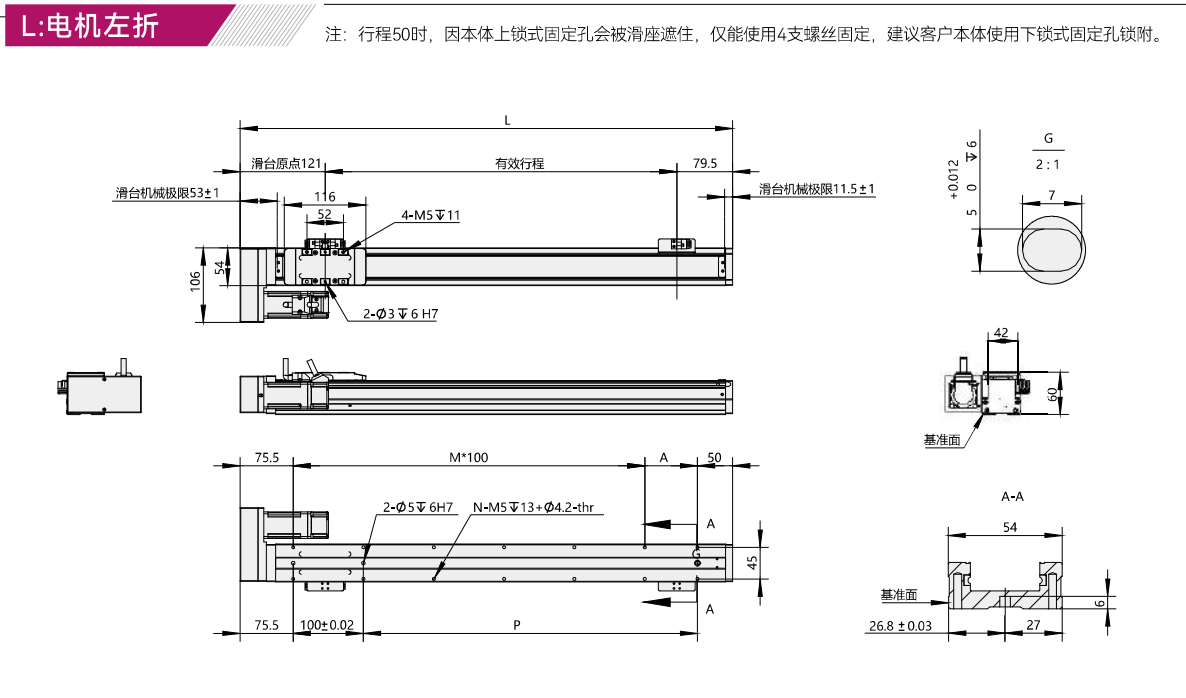 L:电机左折
注：行程50时，因本体上锁式固定孔会被滑座遮住，仅能使用4支螺丝固定，建议客户本体使用下锁式固定孔锁附。
L
滑台原点121
有效行程
79.5
滑台机械极限53±1
116
滑台机械极限11.5±1
52
4-M5↧11
106
54
2-Ø3↧6 H7
G
2:1
7
5 +0.012 0 ↧6
42
60
基准面
75.5
M*100
A
50
2-Ø5↧6H7
N-M5↧13+Ø4.2-thr
A
G
45
A
75.5
100±0.02
P
A-A
54
基准面
6
26.8±0.03
27